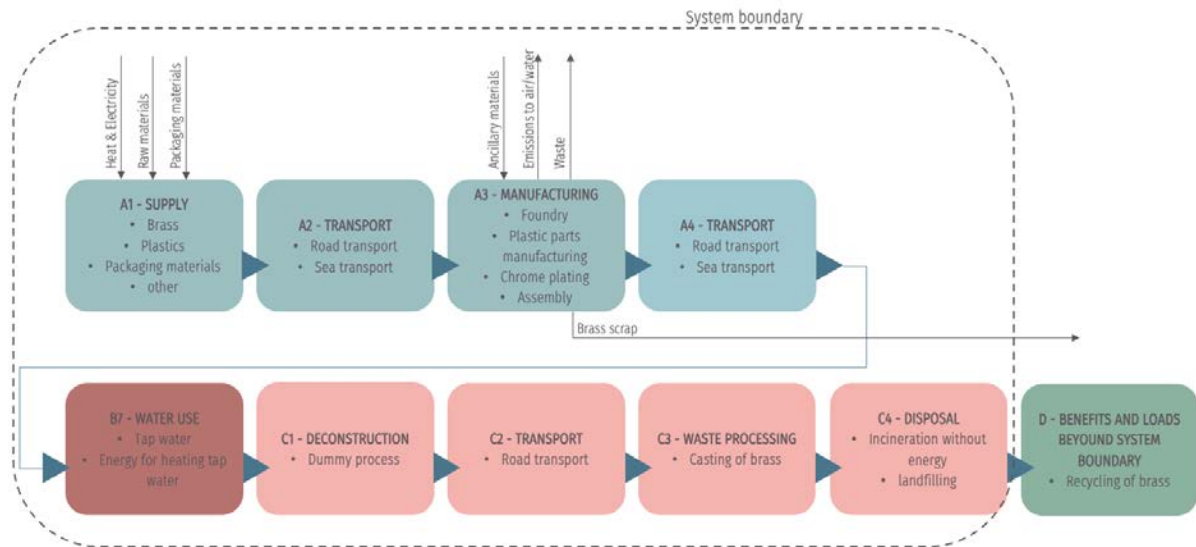 System boundary
Heat & Electricity
Raw materials
Packaging materials
Ancillary materials
Emissions to air/water
Waste
A1 - SUPPLY
• Brass
• Plastics
• Packaging materials
• other
A2 - TRANSPORT
• Road transport
• Sea transport
A3 - MANUFACTURING
• Foundry
• Plastic parts
manufacturing
• Chrome plating
• Assembly
A4 - TRANSPORT
• Road transport
• Sea transport
Brass scrap
B7 - WATER USE
• Tap water
• Energy for heating tap
water
C1 - DECONSTRUCTION
• Dummy process
C2 - TRANSPORT
• Road transport
C3 - WASTE PROCESSING
• Casting of brass
C4 - DISPOSAL
• Incineration without
energy
• landfilling
D - BENEFITS AND LOADS
BEYOUND SYSTEM
BOUNDARY
• Recycling of brass